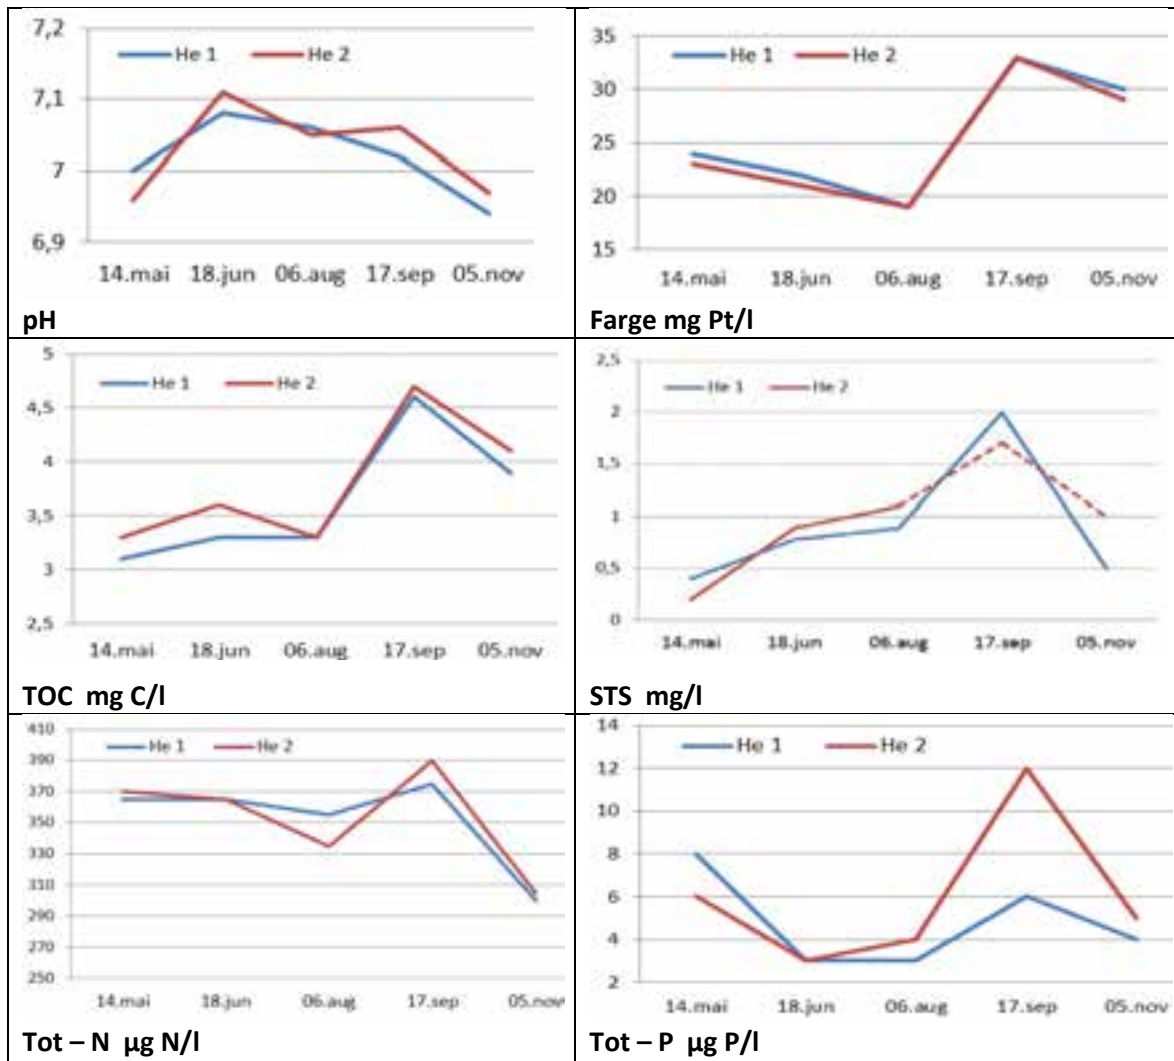 7,2
7,1
7
6,9
He 1 He 2
14.mai 18.jun 06.aug 17.sep 05.nov
pH
35
30
25
20
15
He 1 He 2
14.mai 18.jun 06.aug 17.sep 05.nov
Farge mg Pt/l
5
4,5
4
3,5
3
2,5
He 1 He 2
14.mai 18.jun 06.aug 17.sep 05.nov
TOC mg C/l
2,5
2
1,5
1
0,5
0
He 1 He 2
14.mai 18.jun 06.aug 17.sep 05.nov
STS mg/l
410
390
370
350
330
310
290
270
250
He 1 He 2
14.mai 18.jun 06.aug 17.sep 05.nov
Tot – N µg N/l
14
12
10
8
6
4
2
He 1 He 2
14.mai 18.jun 06.aug 17.sep 05.nov
Tot – P µg P/l